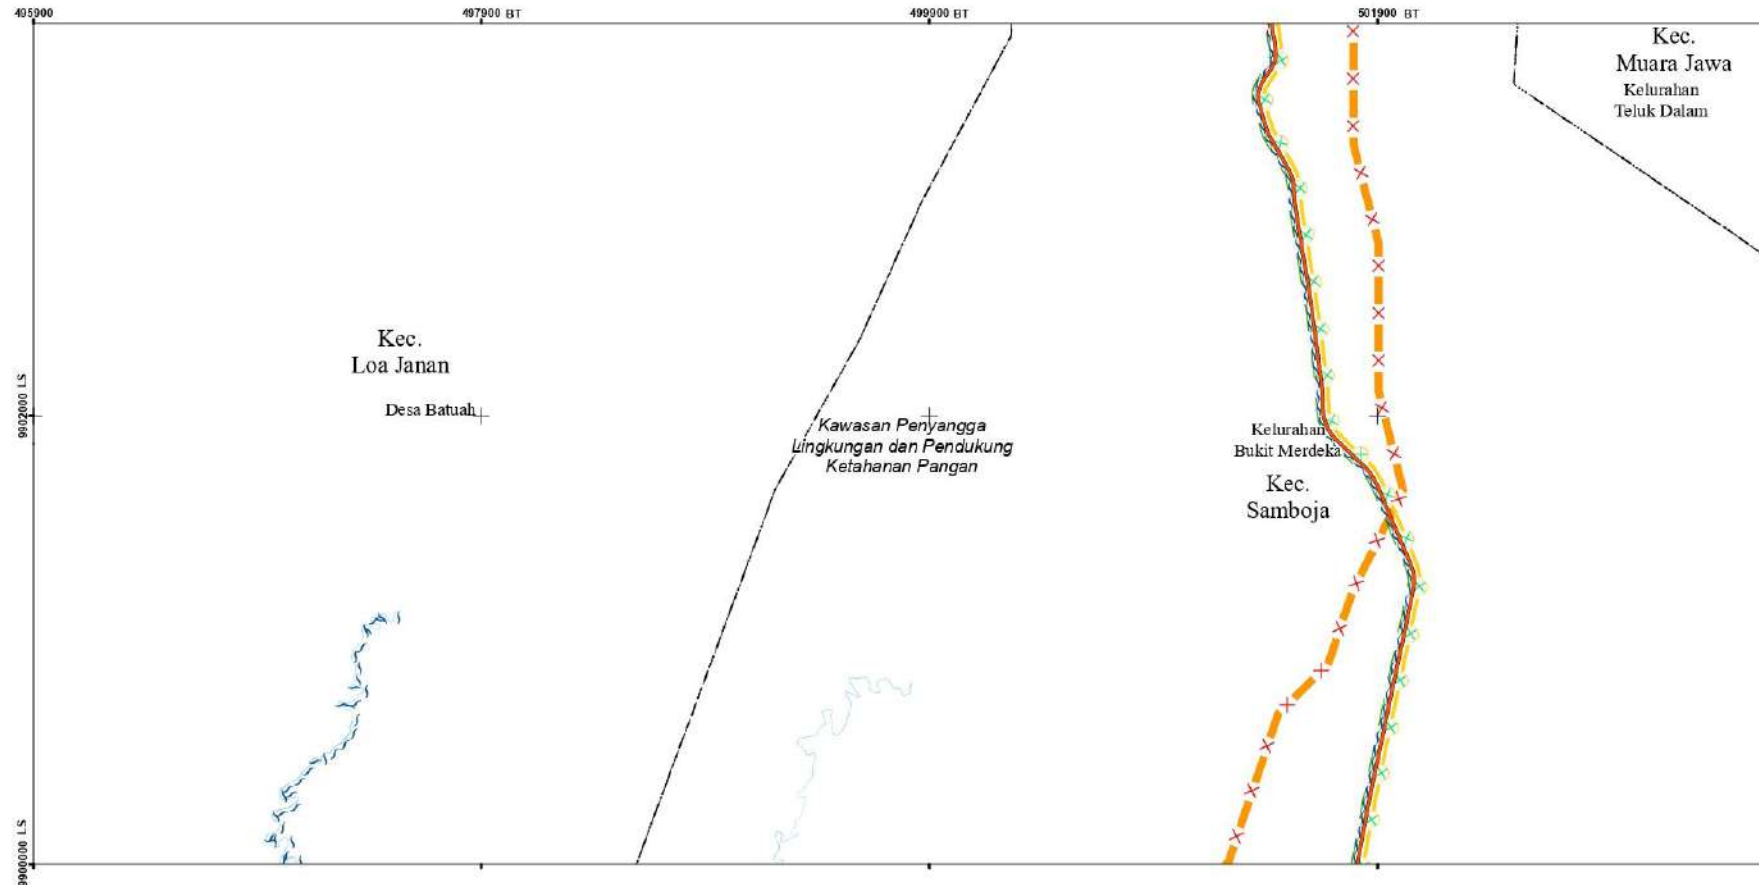 495900
497900 BT
499900 BT
501900 BT
Kec.
Muara Jawa
Kelurahan
Teluk Dalam
Kec.
Loa Janan
Desa Batuah
9902000 LS
Kawasan Penyangga
Lingkungan dan Pendukung
Ketahanan Pangan
Kelurahan
Bukit Merdeka
Kec.
Samboja
9900000 LS